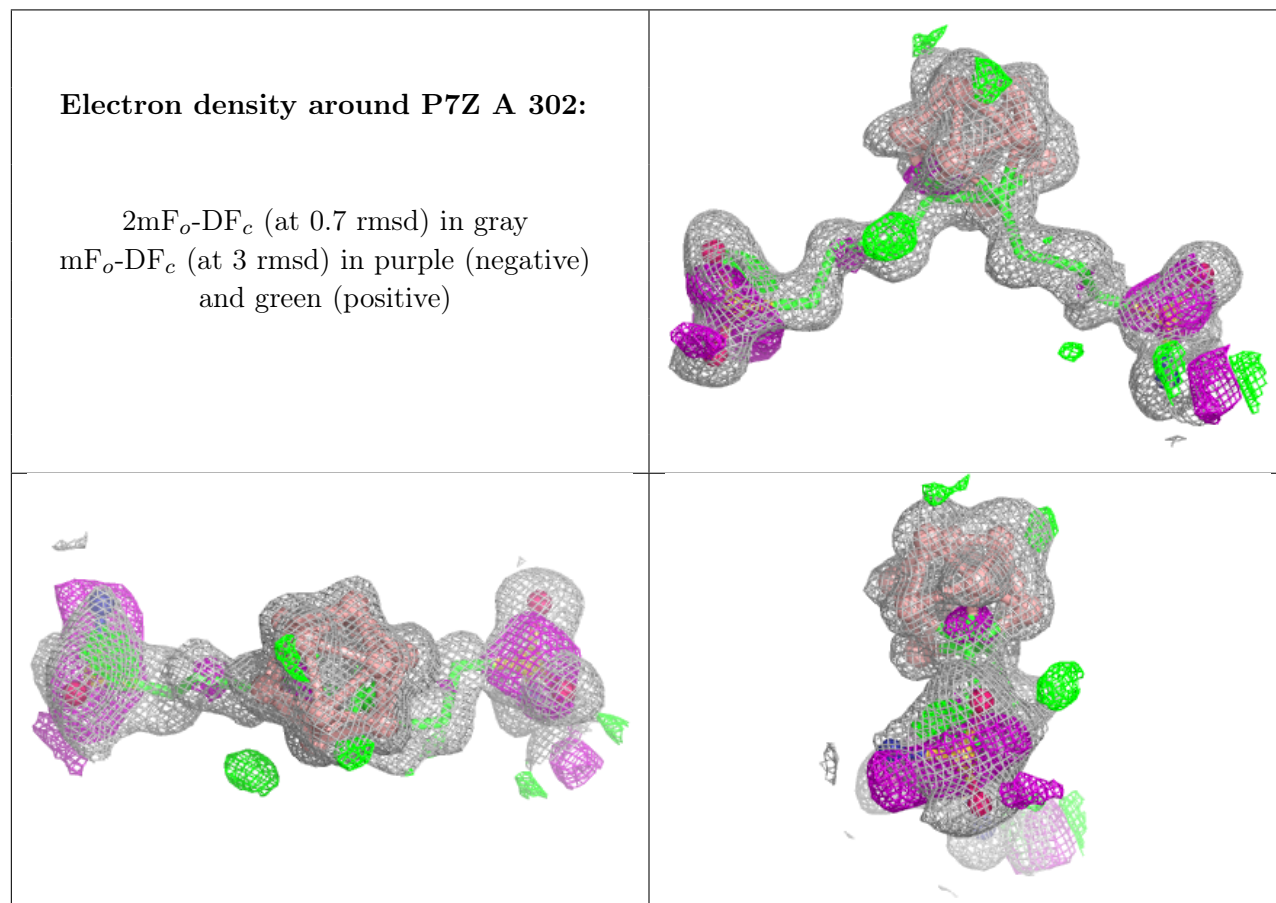 Electron density around P7Z A 302:
2mFo-DFc (at 0.7 rmsd) in gray
mFo-DFc (at 3 rmsd) in purple (negative)
and green (positive)